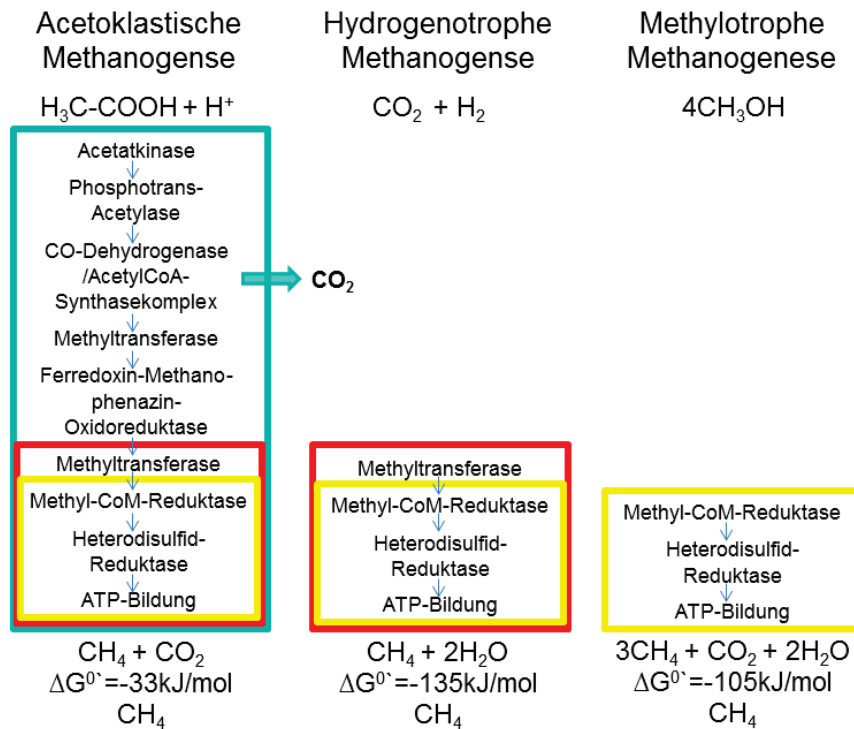 Acetoklastische
Methanogense
H₃C-COOH + H⁺
Acetatkinase
Phosphotrans-
Acetylase
CO-Dehydrogenase
/AcetylCoA-
Synthasekomplex
CO₂
Methyltransferase
Ferredoxin-Methano-
phenazin-
Oxidoreduktase
Methyltransferase
Methyl-CoM-Reduktase
Heterodisulfid-
Reduktase
ATP-Bildung
CH₄ + CO₂
ΔG⁰`=-33kJ/mol
CH₄
Hydrogenotrophe
Methanogense
CO₂ + H₂
Methyltransferase
Methyl-CoM-Reduktase
Heterodisulfid-
Reduktase
ATP-Bildung
CH₄ + 2H₂O
ΔG⁰`=-135kJ/mol
CH₄
Methylotrophe
Methanogenese
4CH₃OH
Methyl-CoM-Reduktase
Heterodisulfid-
Reduktase
ATP-Bildung
3CH₄ + CO₂ + 2H₂O
ΔG⁰`=-105kJ/mol
CH₄